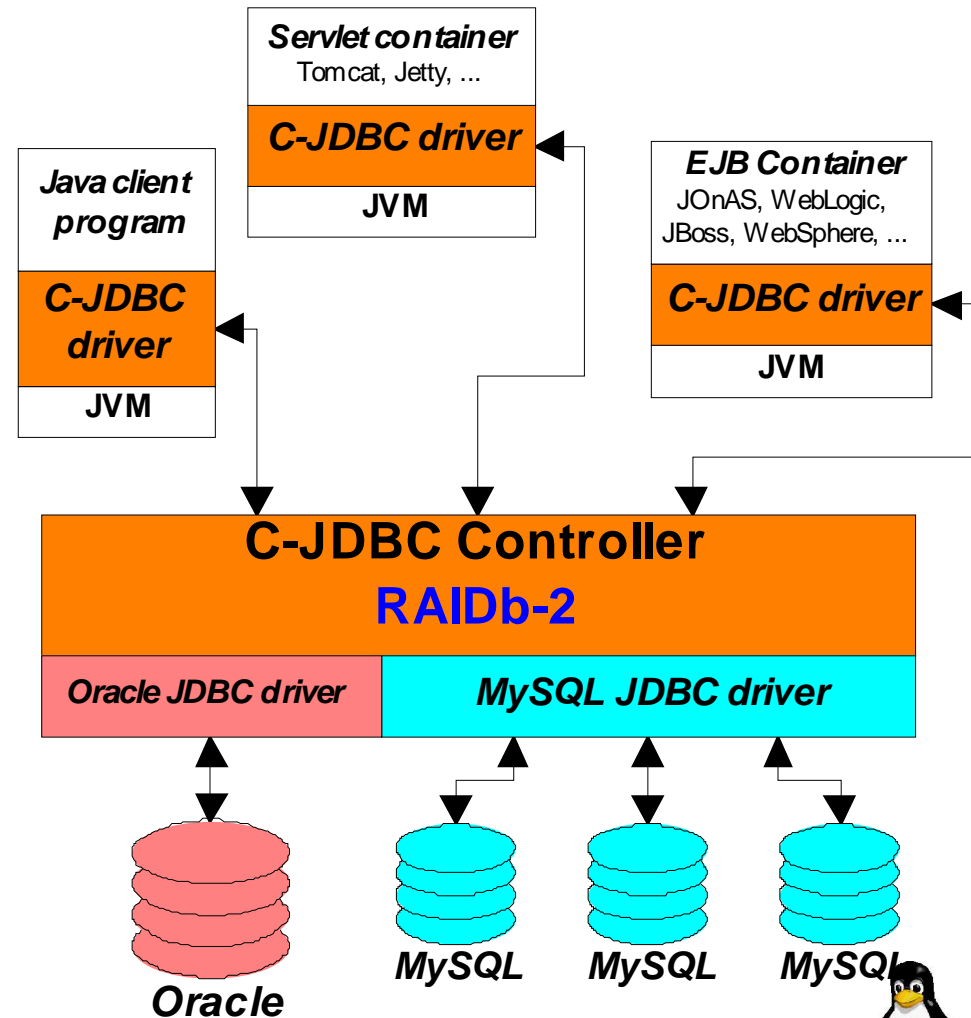 Servlet container
Tomcat, Jetty, ...
C-JDBC driver
JVM
Java client
program
C-JDBC
driver
JVM
EJB Container
JOnAS, WebLogic,
JBoss, WebSphere, ...
C-JDBC driver
JVM
C-JDBC Controller
RAIDb-2
Oracle JDBC driver
MySQL JDBC driver
Oracle
MySQL
MySQL
MySQL